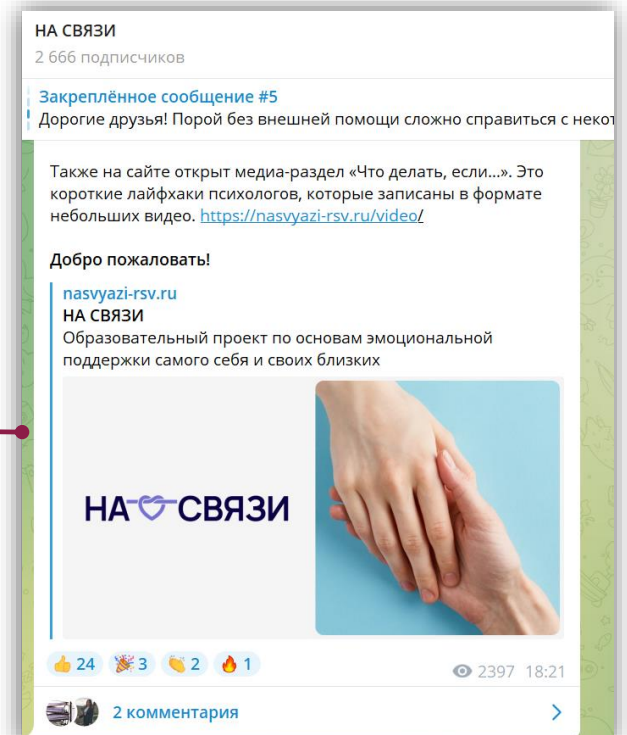 НА СВЯЗИ
2 666 подписчиков
Закреплённое сообщение #5
Дорогие друзья! Порой без внешней помощи сложно справиться с некот
Также на сайте открыт медиа-раздел «Что делать, если...». Это
короткие лайфхаки психологов, которые записаны в формате
небольших видео. https://nasvyazi-rsv.ru/video/
Добро пожаловать!
nasvyazi-rsv.ru
НА СВЯЗИ
Образовательный проект по основам эмоциональной
поддержки самого себя и своих близких
НА СВЯЗИ
24 3 2 1
2397 18:21
2 комментария